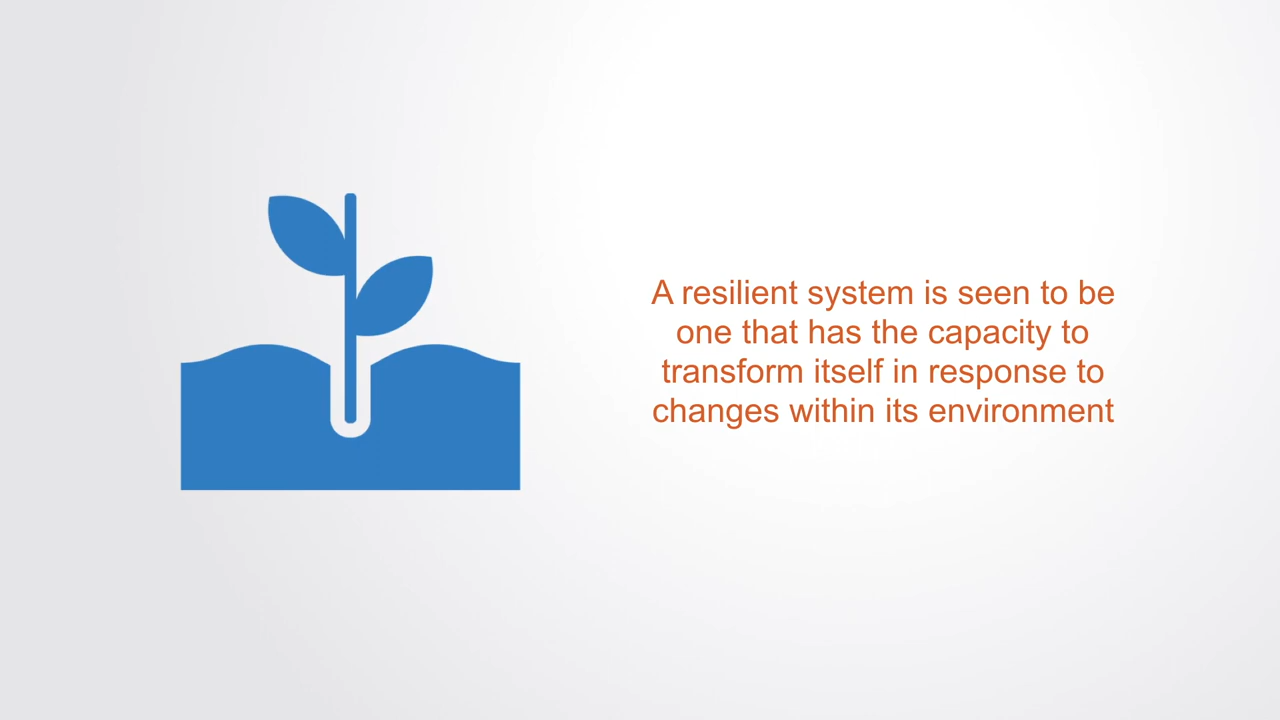 A resilient system is seen to be
one that has the capacity to
transform itself in response to
changes within its environment